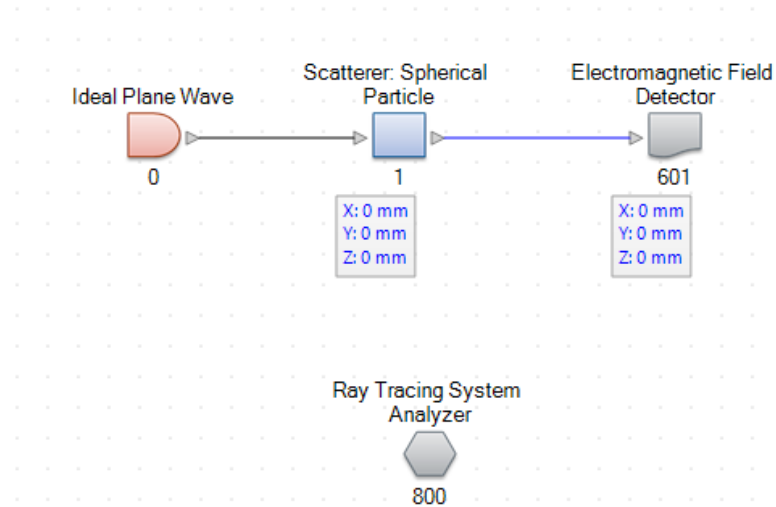 Ideal Plane Wave
0
Scatterer: Spherical
Particle
1
X: 0 mm
Y: 0 mm
Z: 0 mm
Electromagnetic Field
Detector
601
X: 0 mm
Y: 0 mm
Z: 0 mm
Ray Tracing System
Analyzer
800